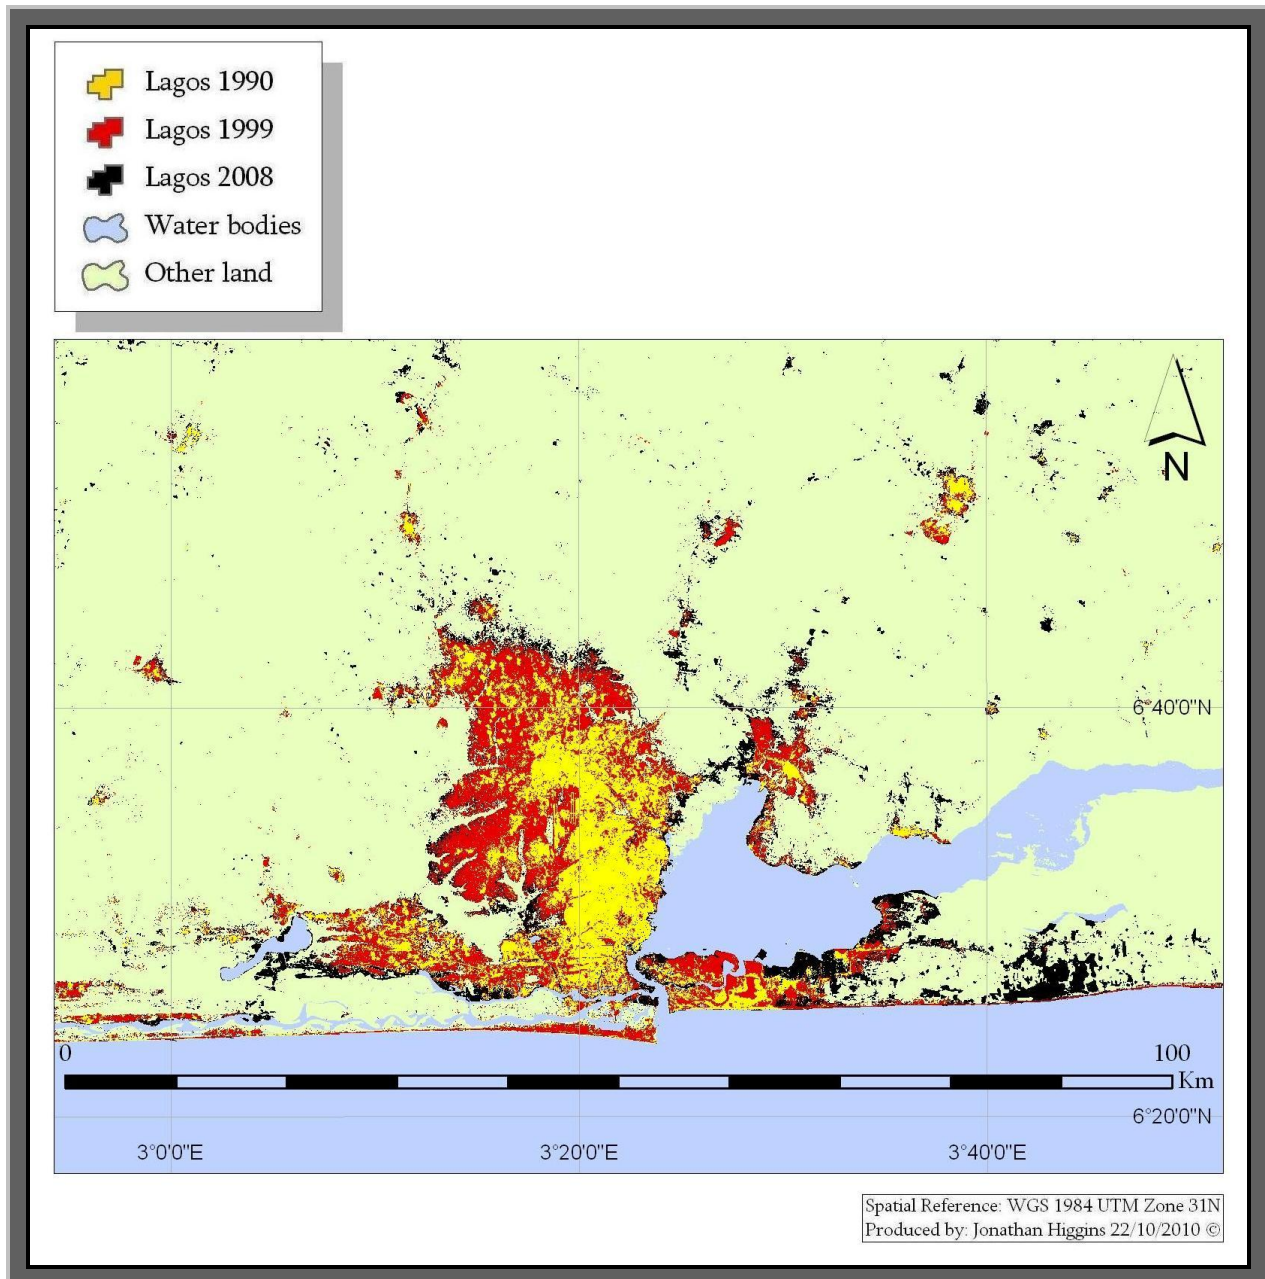 Lagos 1990
Lagos 1999
Lagos 2008
Water bodies
Other land
N
6°40'0"N
0
100
Km
6°20'0"N
3°0'0"E
3°20'0"E
3°40'0"E
Spatial Reference: WGS 1984 UTM Zone 31N
Produced by: Jonathan Higgins 22/10/2010 ©